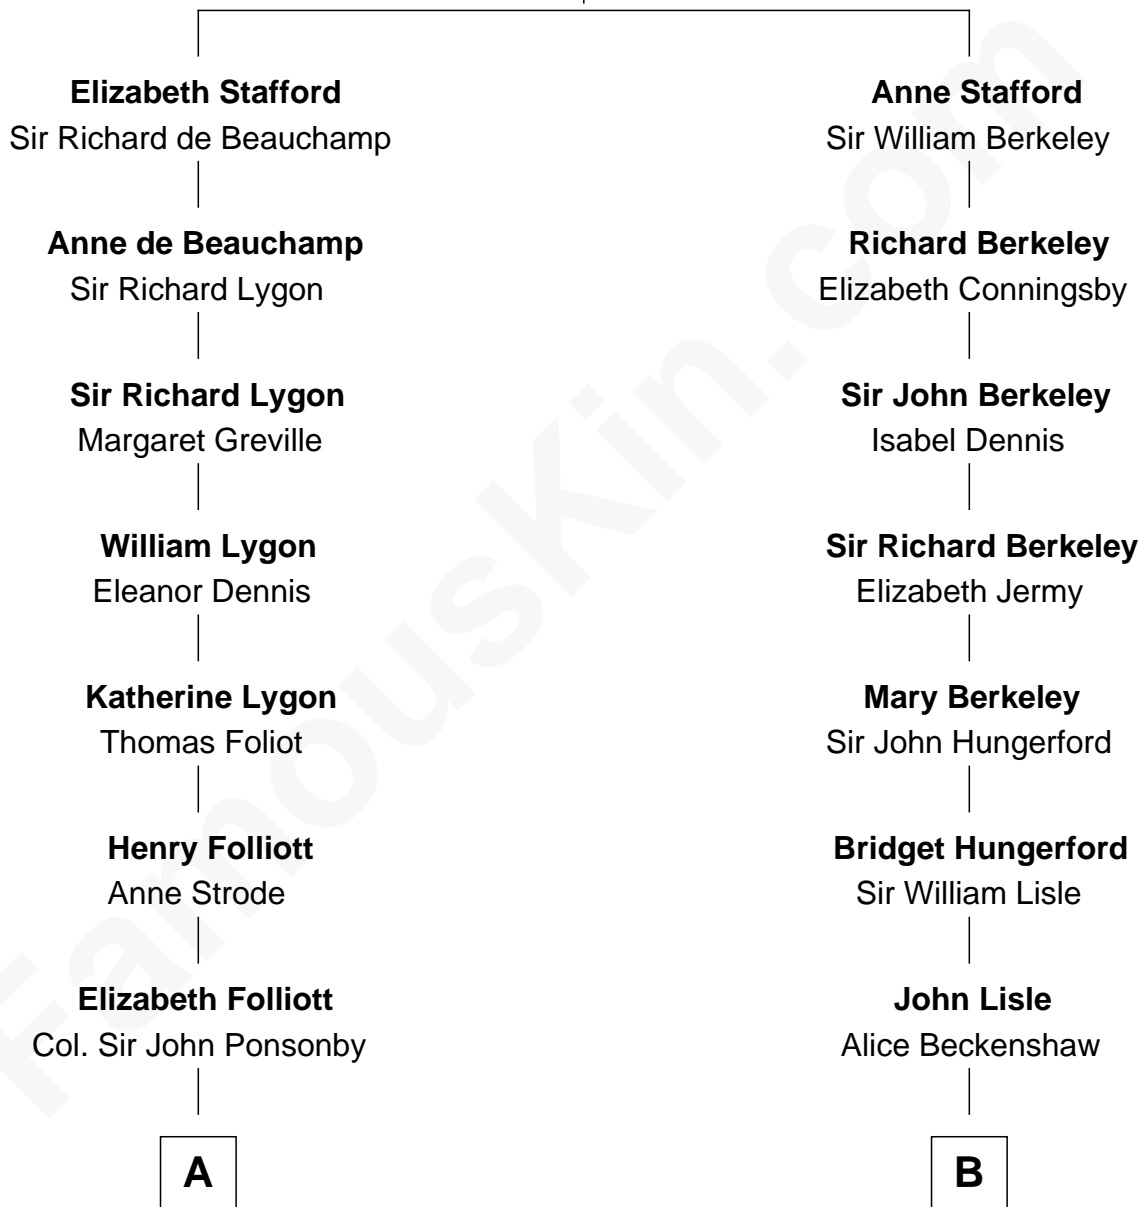 Elizabeth Stafford
Sir Richard de Beauchamp
Anne de Beauchamp
Sir Richard Lygon
Sir Richard Lygon
Margaret Greville
William Lygon
Eleanor Dennis
Katherine Lygon
Thomas Foliot
Henry Folliott
Anne Strode
Elizabeth Folliott
Col. Sir John Ponsonby
A
Anne Stafford
Sir William Berkeley
Richard Berkeley
Elizabeth Conningsby
Sir John Berkeley
Isabel Dennis
Sir Richard Berkeley
Elizabeth Jermy
Mary Berkeley
Sir John Hungerford
Bridget Hungerford
Sir William Lisle
John Lisle
Alice Beckenshaw
B
FamousKin.com